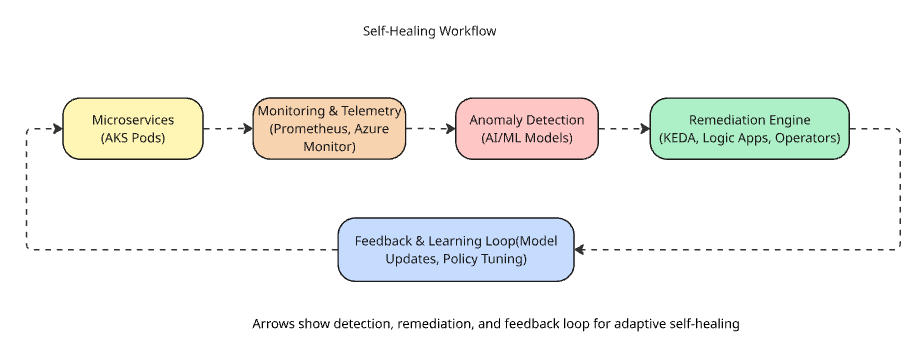 Self-Healing Workflow
Microservices
(AKS Pods)
Monitoring & Telemetry
(Prometheus, Azure
Monitor)
Anomaly Detection
(AI/ML Models)
Remediation Engine
(KEDA, Logic Apps, Operators)
Feedback & Learning Loop(Model
Updates, Policy Tuning)
Arrows show detection, remediation, and feedback loop for adaptive self-healing